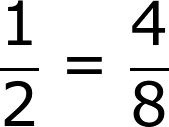 1/2 = 4/8